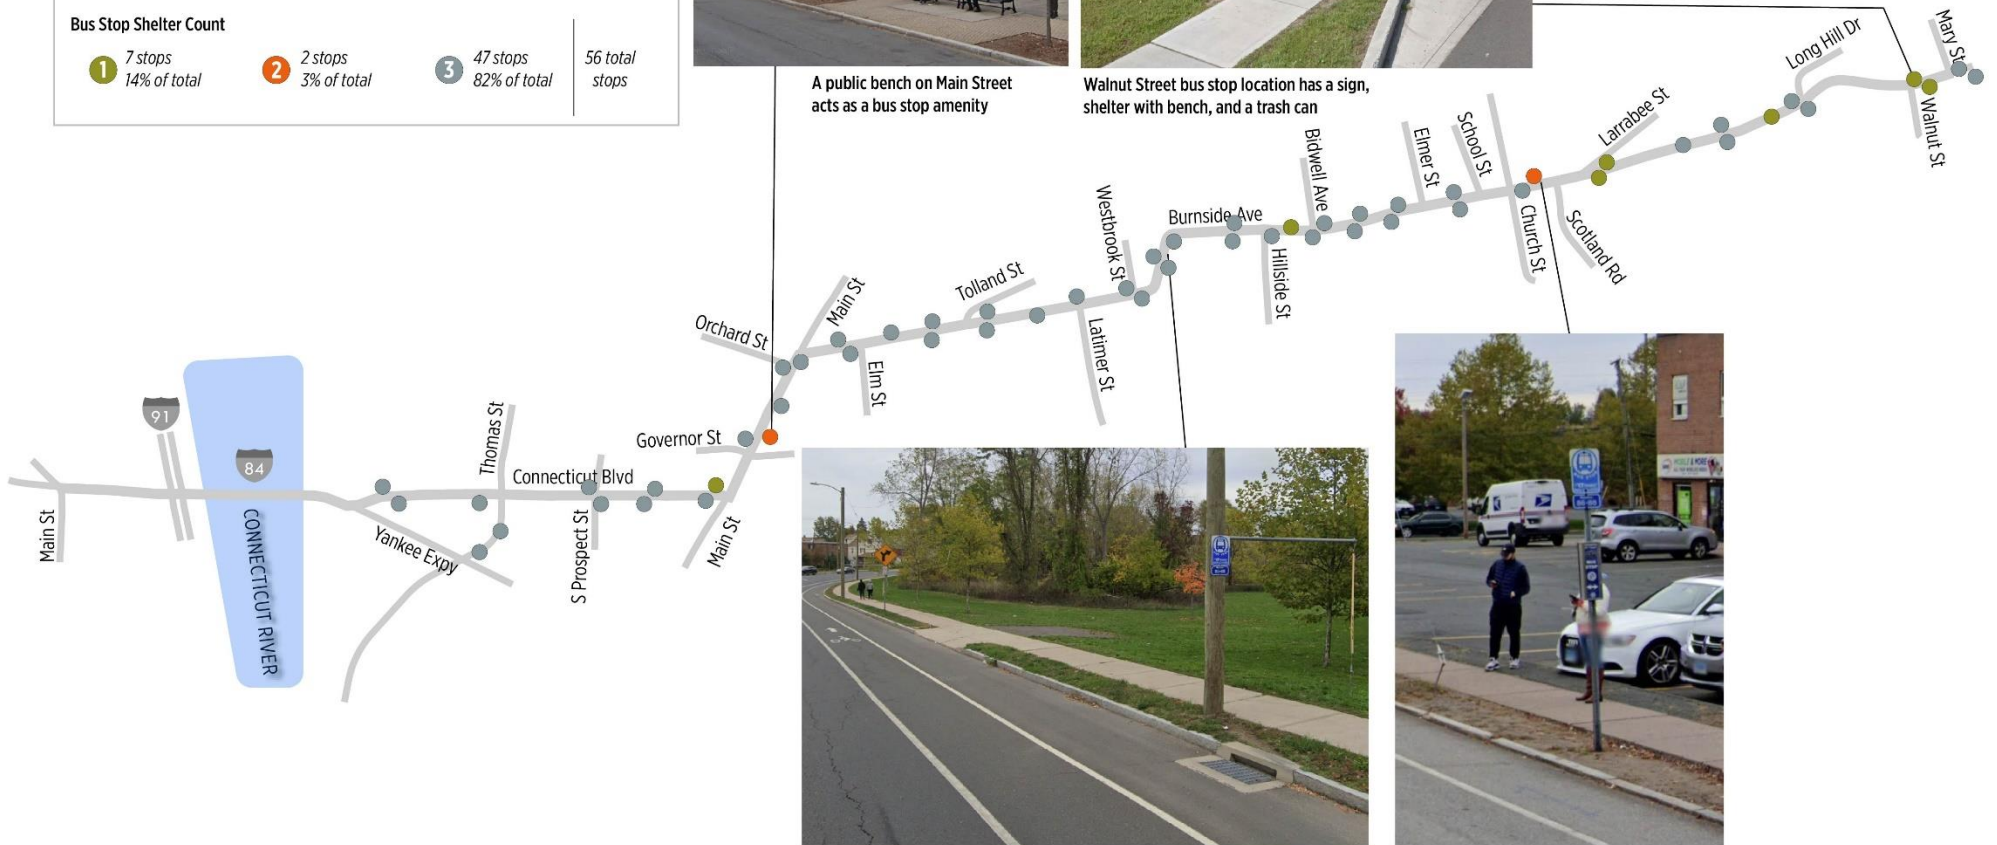 Bus Stop Shelter Count
1
7 stops
14% of total
2
2 stops
3% of total
3
47 stops
82% of total
56 total
stops
A public bench on Main Street
acts as a bus stop amenity
Walnut Street bus stop location has a sign,
shelter with bench, and a trash can
Long Hill Dr
Mary St
Walnut St
Larrabee St
School St
Elmer St
Bidwell Ave
Church St
Scotland Rd
Westbrook St
Burnside Ave
Hillside St
Tolland St
Latimer St
Main St
Orchard St
Elm St
Governor St
Thomas St
Connecticut Blvd
91
84
Main St
CONNECTICUT RIVER
Yankee Expy
S Prospect St
Main St